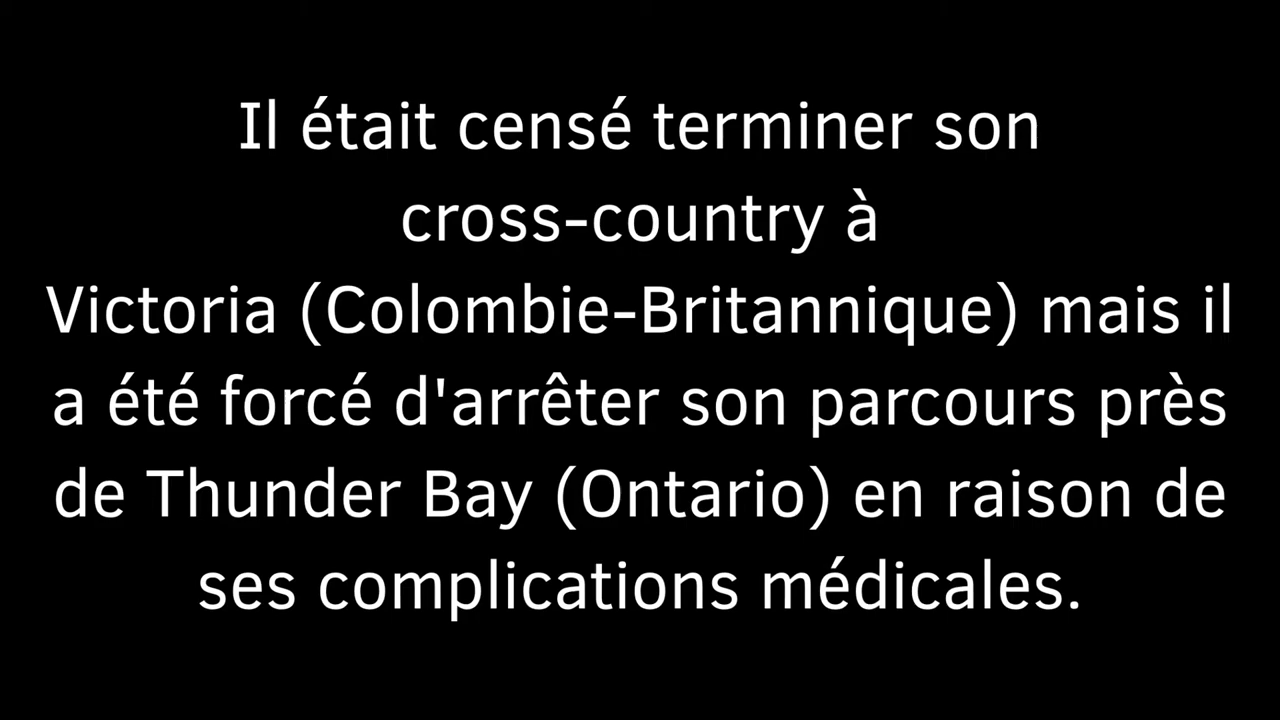 Il était censé terminer son
cross-country à
Victoria (Colombie-Britannique) mais il
a été forcé d'arrêter son parcours près
de Thunder Bay (Ontario) en raison de
ses complications médicales.